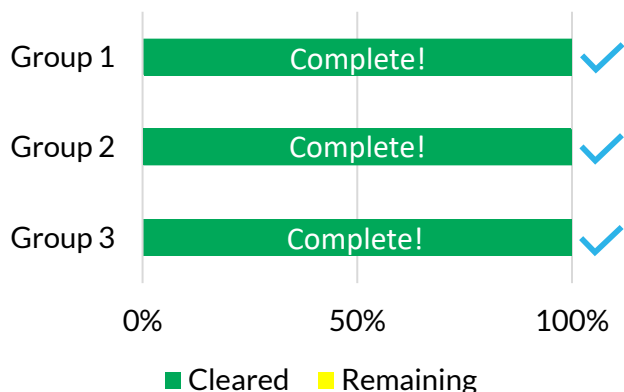 Group 1 Complete!
Group 2 Complete!
Group 3 Complete!
0% 50% 100%
Cleared Remaining